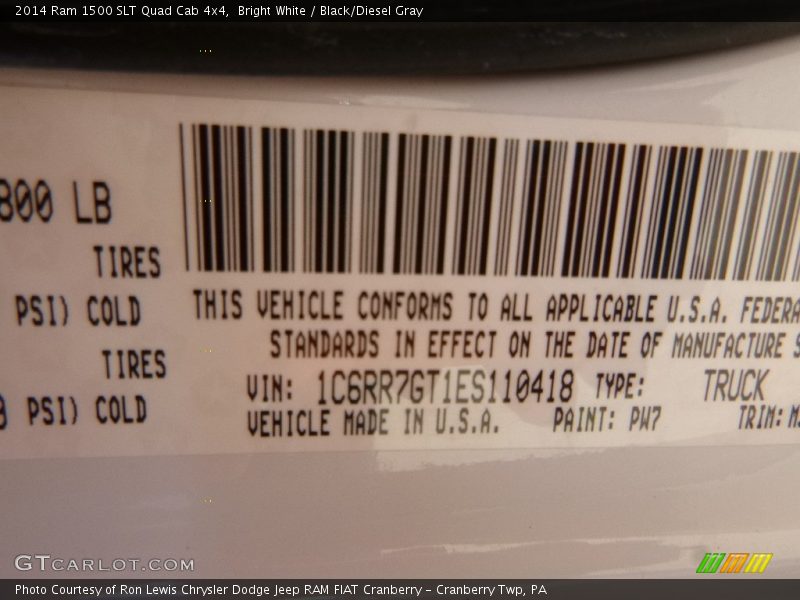 2014 Ram 1500 SLT Quad Cab 4x4,  Bright White / Black/Diesel Gray
800 LB
TIRES
PSI) COLD
TIRES
PSI) COLD
THIS VEHICLE CONFORMS TO ALL APPLICABLE U.S.A. FEDERA
STANDARDS IN EFFECT ON THE DATE OF MANUFACTURE S
VIN: 1C6RR7GT1ES110418 TYPE: TRUCK
VEHICLE MADE IN U.S.A. PAINT: PW7 TRIM:
GTCARLOT.COM
Photo Courtesy of Ron Lewis Chrysler Dodge Jeep RAM FIAT Cranberry – Cranberry Twp, PA